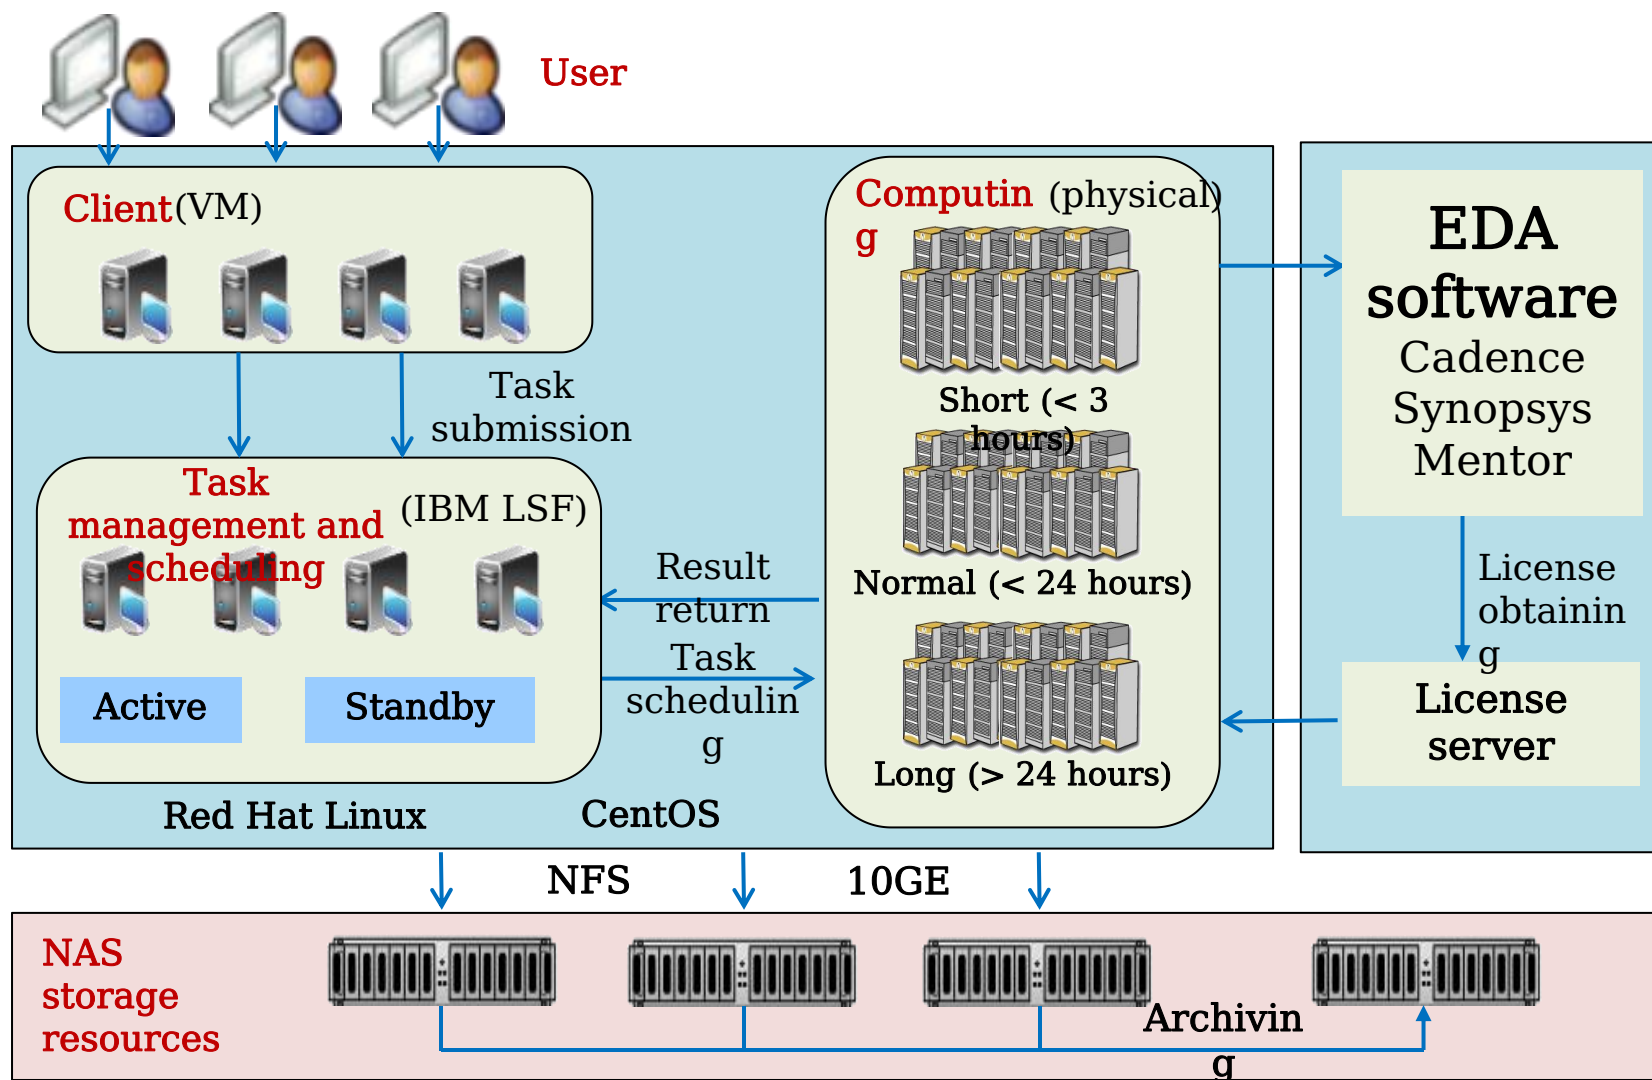 User
Client (VM)
Computin (physical)
g
Short (< 3
hours)
Normal (< 24 hours)
Long (> 24 hours)
Task
submission
Task
management and
scheduling
(IBM LSF)
Active
Standby
Result
return
Task
schedulin
g
Red Hat Linux
CentOS
EDA
software
Cadence
Synopsys
Mentor
License
obtainin
g
License
server
NFS
10GE
NAS
storage
resources
Archivin
g